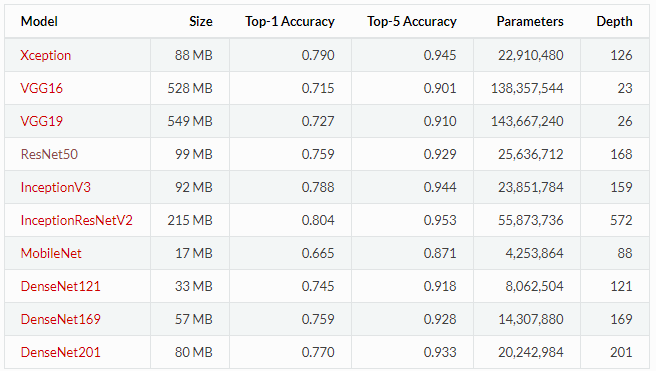 Model Size Top-1 Accuracy Top-5 Accuracy Parameters Depth
Xception 88 MB 0.790 0.945 22,910,480 126
VGG16 528 MB 0.715 0.901 138,357,544 23
VGG19 549 MB 0.727 0.910 143,667,240 26
ResNet50 99 MB 0.759 0.929 25,636,712 168
InceptionV3 92 MB 0.788 0.944 23,851,784 159
InceptionResNetV2 215 MB 0.804 0.953 55,873,736 572
MobileNet 17 MB 0.665 0.871 4,253,864 88
DenseNet121 33 MB 0.745 0.918 8,062,504 121
DenseNet169 57 MB 0.759 0.928 14,307,880 169
DenseNet201 80 MB 0.770 0.933 20,242,984 201